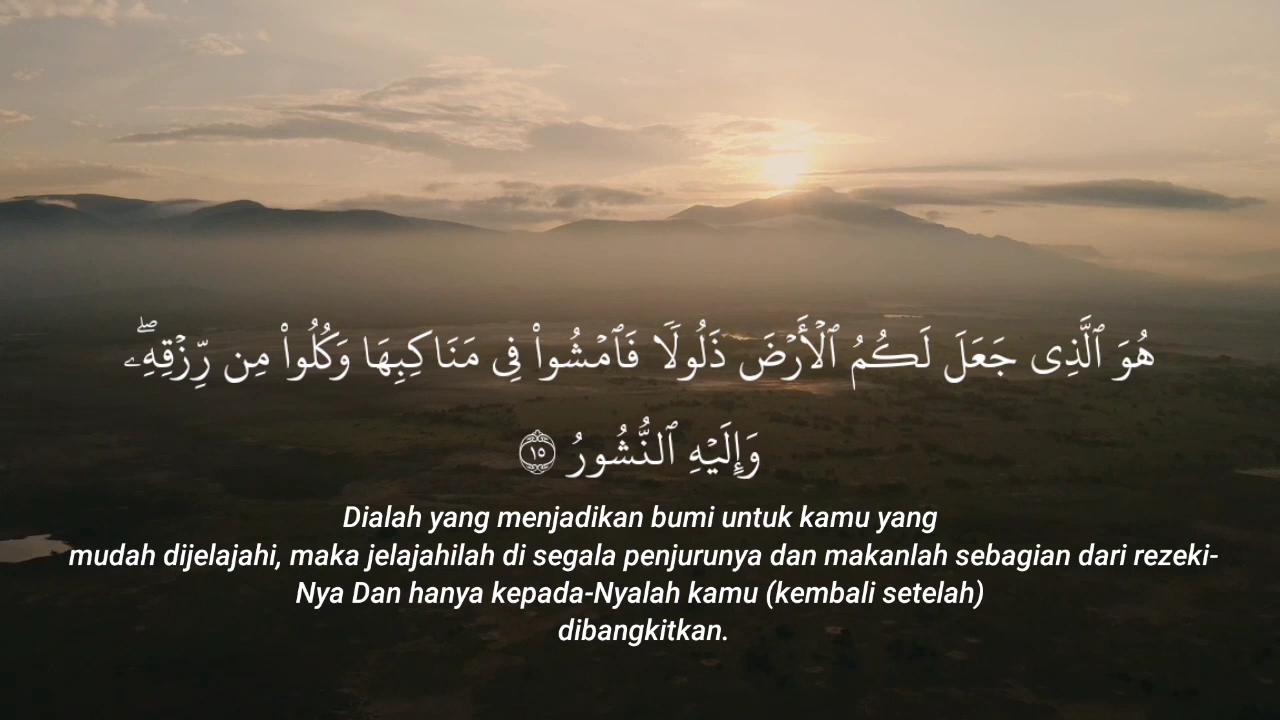 هُوَ ٱلَّذِى جَعَلَ لَكُمُ ٱلْأَرْضَ ذَلُولًا فَٱمْشُوا۟ فِى مَنَاكِبِهَا وَكُلُوا۟ مِن رِّزْقِهِۦ ۖ
وَإِلَيْهِ ٱلنُّشُورُ ١٥
Dialah yang menjadikan bumi untuk kamu yang
mudah dijelajahi, maka jelajahilah di segala penjurunya dan makanlah sebagian dari rezeki-
Nya Dan hanya kepada-Nyalah kamu (kembali setelah)
dibangkitkan.